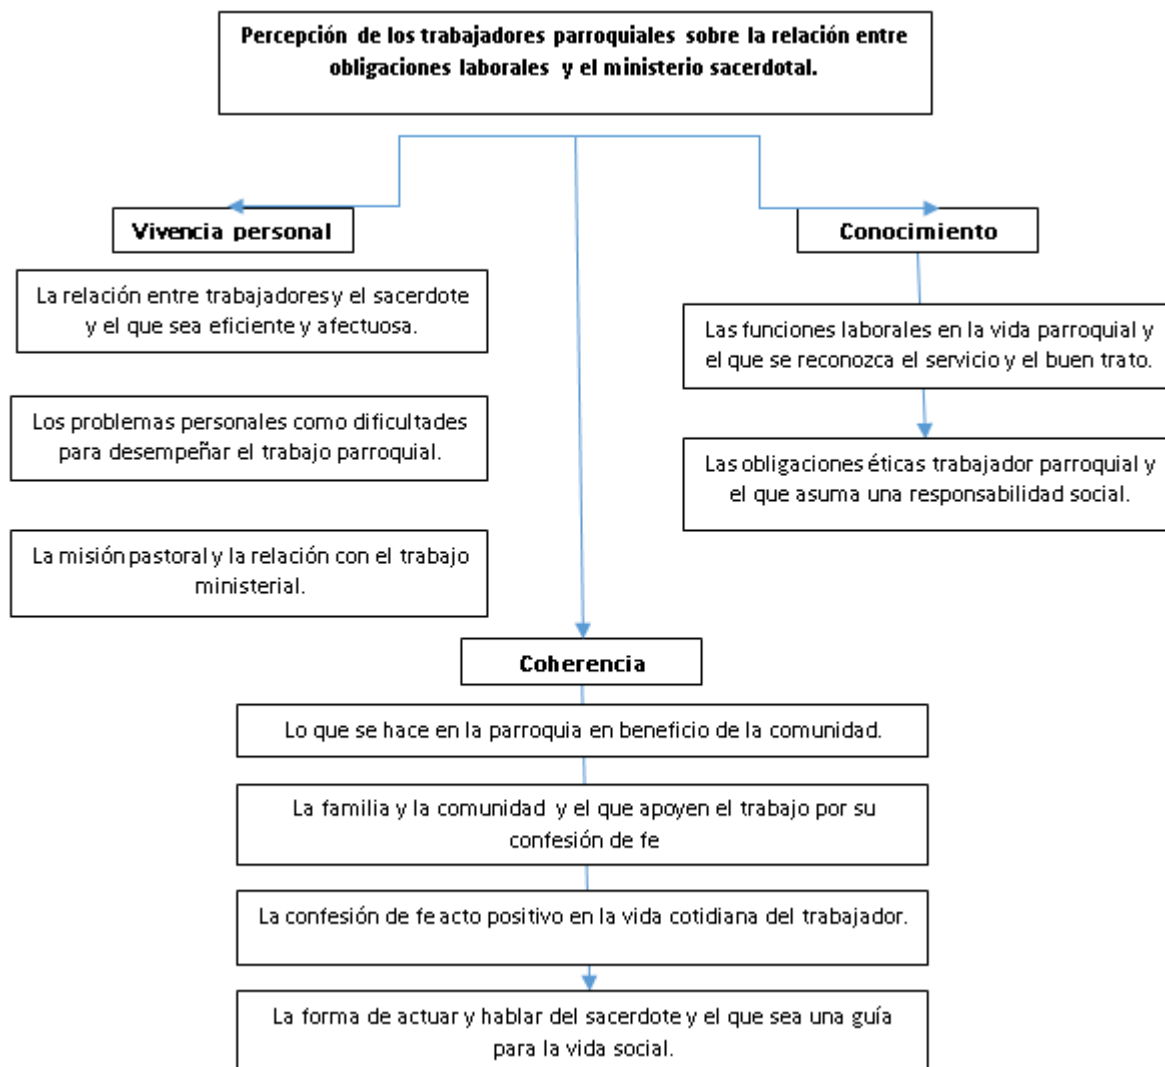 Percepción de los trabajadores parroquiales sobre la relación entre
obligaciones laborales y el ministerio sacerdotal.
Vivencia personal
La relación entre trabajadores y el sacerdote
y el que sea eficiente y afectuosa.
Los problemas personales como dificultades
para desempeñar el trabajo parroquial.
La misión pastoral y la relación con el trabajo
ministerial.
Conocimiento
Las funciones laborales en la vida parroquial y
el que se reconozca el servicio y el buen trato.
Las obligaciones éticas trabajador parroquial y
el que asuma una responsabilidad social.
Coherencia
Lo que se hace en la parroquia en beneficio de la comunidad.
La familia y la comunidad y el que apoyen el trabajo por su
confesión de fe
La confesión de fe acto positivo en la vida cotidiana del trabajador.
La forma de actuar y hablar del sacerdote y el que sea una guía
para la vida social.